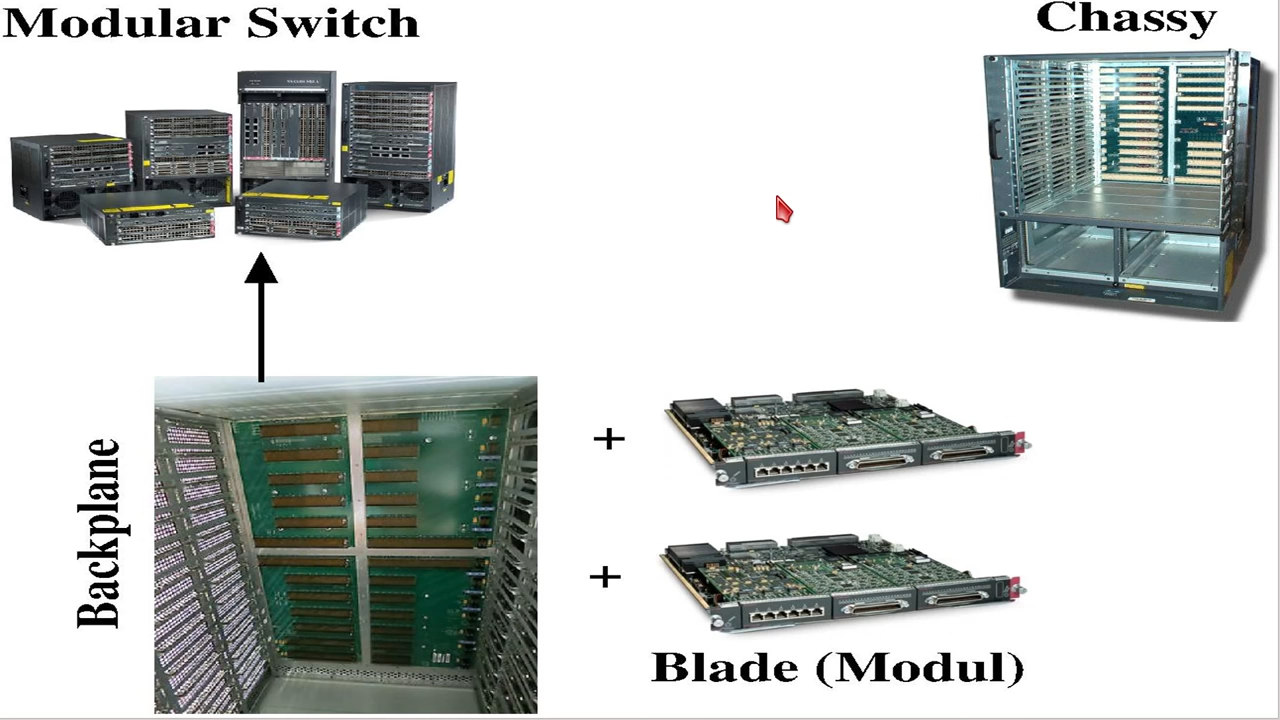 Modular Switch
Chassy
Backplane
+
+
Blade (Modul)